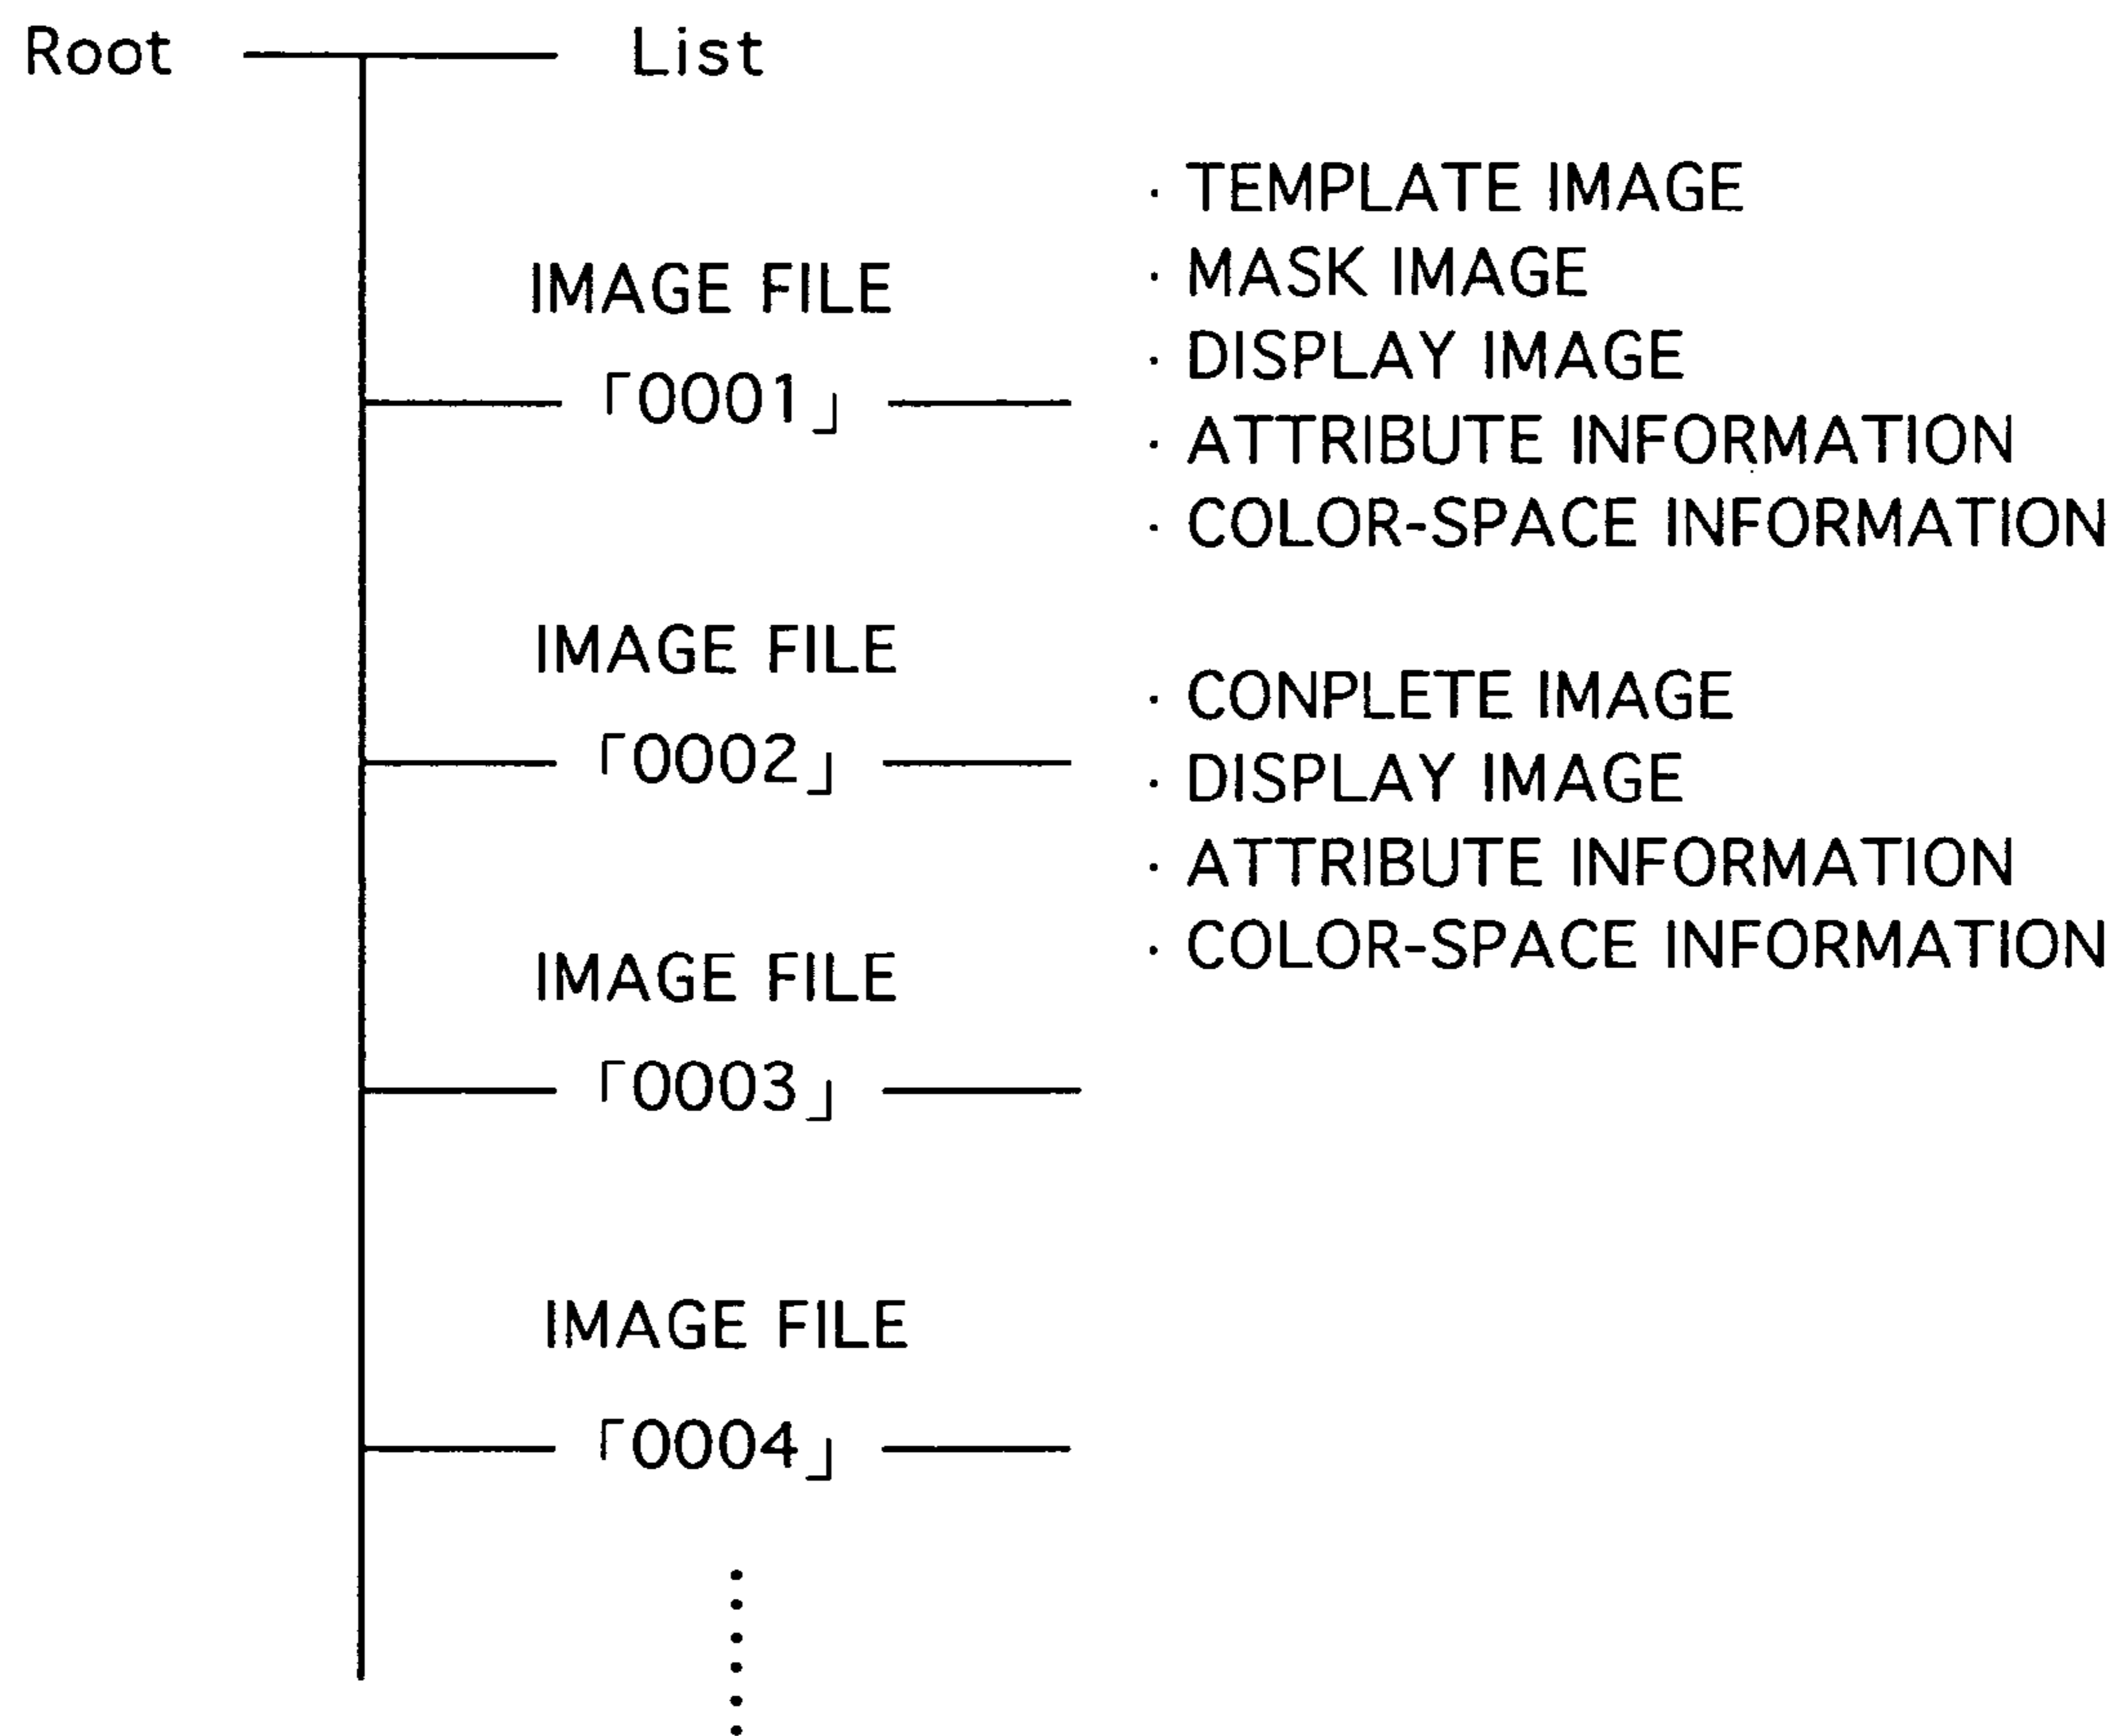 Root List
IMAGE FILE
「0001」
· TEMPLATE IMAGE
· MASK IMAGE
· DISPLAY IMAGE
· ATTRIBUTE INFORMATION
· COLOR-SPACE INFORMATION
IMAGE FILE
「0002」
· CONPLETE IMAGE
· DISPLAY IMAGE
· ATTRIBUTE INFORMATION
· COLOR-SPACE INFORMATION
IMAGE FILE
「0003」
IMAGE FILE
「0004」